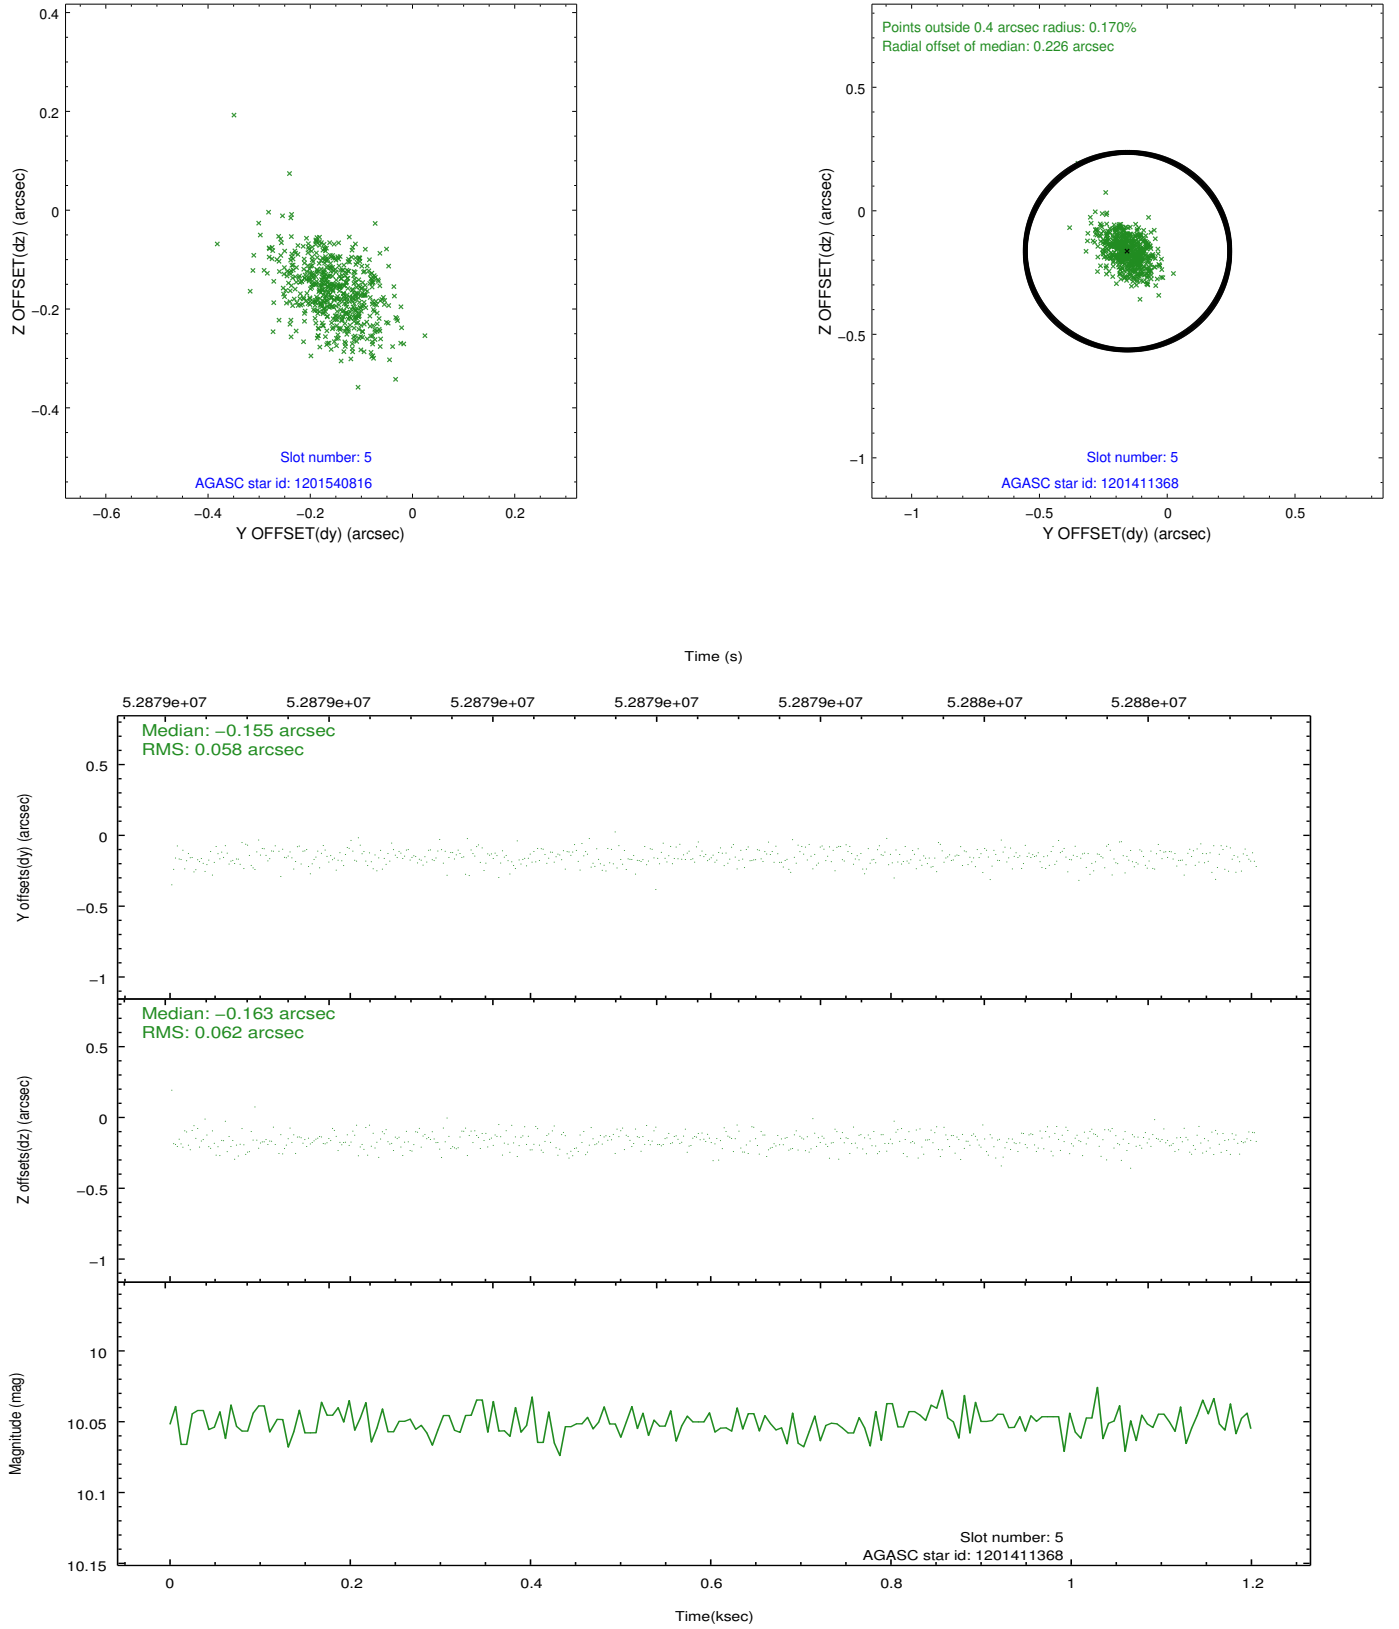 0.4
0.2
0
−0.2
−0.4
Z OFFSET(dz) (arcsec)
Slot number: 5
AGASC star id: 1201540816
−0.6
−0.4
−0.2
0
0.2
Y OFFSET(dy) (arcsec)
Points outside 0.4 arcsec radius: 0.170%
Radial offset of median: 0.226 arcsec
0.5
0
−0.5
−1
Z OFFSET(dz) (arcsec)
Slot number: 5
AGASC star id: 1201411368
−1
−0.5
0
0.5
Y OFFSET(dy) (arcsec)
Time (s)
5.2879e+07
5.2879e+07
5.2879e+07
5.2879e+07
5.2879e+07
5.288e+07
5.288e+07
Median: −0.155 arcsec
RMS: 0.058 arcsec
0.5
0
−0.5
−1
Y offsets(dy) (arcsec)
Median: −0.163 arcsec
RMS: 0.062 arcsec
0.5
0
−0.5
−1
Z offsets(dz) (arcsec)
10
10.05
10.1
10.15
Magnitude (mag)
Slot number: 5
AGASC star id: 1201411368
0
0.2
0.4
0.6
0.8
1
1.2
Time(ksec)